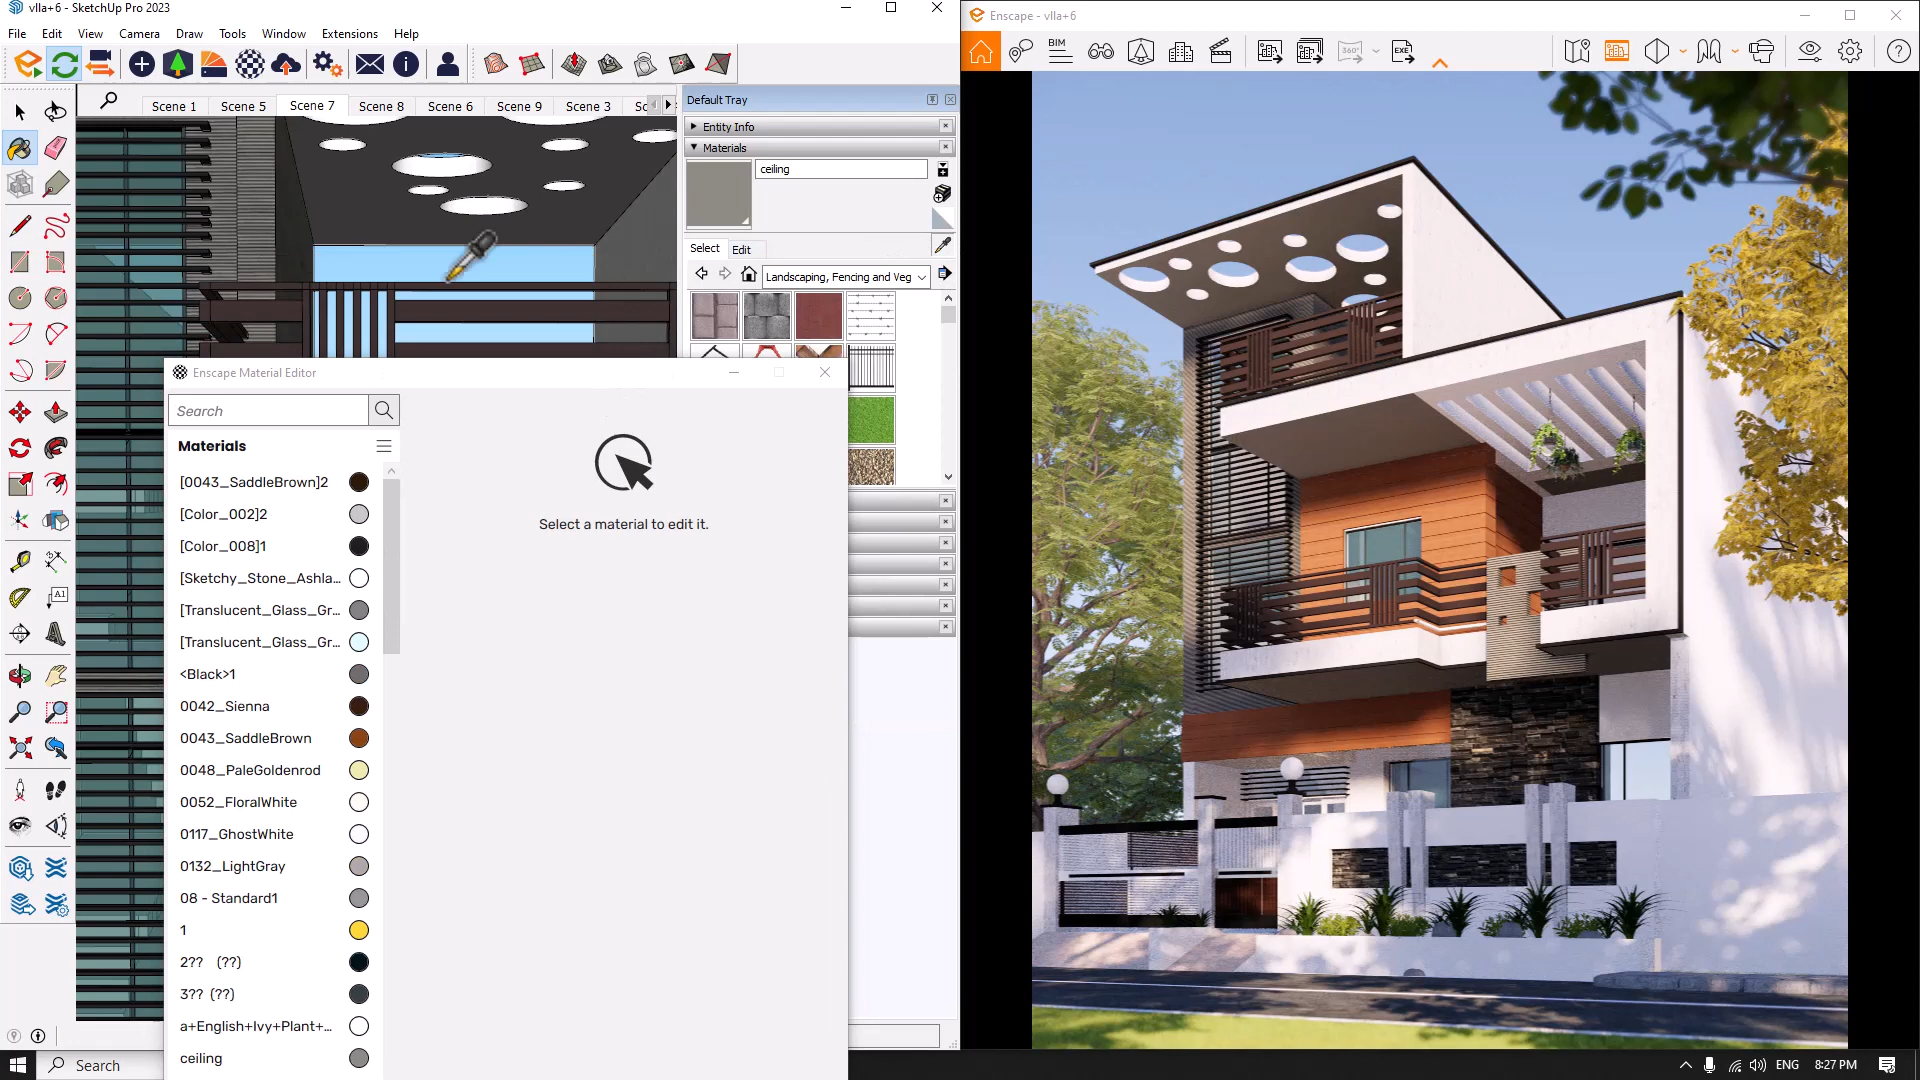 vlla+6 - SketchUp Pro 2023
File Edit View Camera Draw Tools Window Extensions Help
Scene 1 Scene 5 Scene 7 Scene 8 Scene 6 Scene 9 Scene 3 Sc
Default Tray
Entity Info
Materials
ceiling
Select Edit
Landscaping, Fencing and Veg
A1
Enscape Material Editor
Search
Materials
[0043_SaddleBrown]2
[Color_002]2
[Color_008]1
[Sketchy_Stone_Ashla...
[Translucent_Glass_Gr...
[Translucent_Glass_Gr...
<Black>1
0042_Sienna
0043_SaddleBrown
0048_PaleGoldenrod
0052_FloralWhite
0117_GhostWhite
0132_LightGray
08 - Standard1
1
2?? (??)
3?? (??)
a+English+Ivy+Plant+...
ceiling
Select a material to edit it.
Enscape - vlla+6
BIM
360°
EXE
Search
ENG
8:27 PM